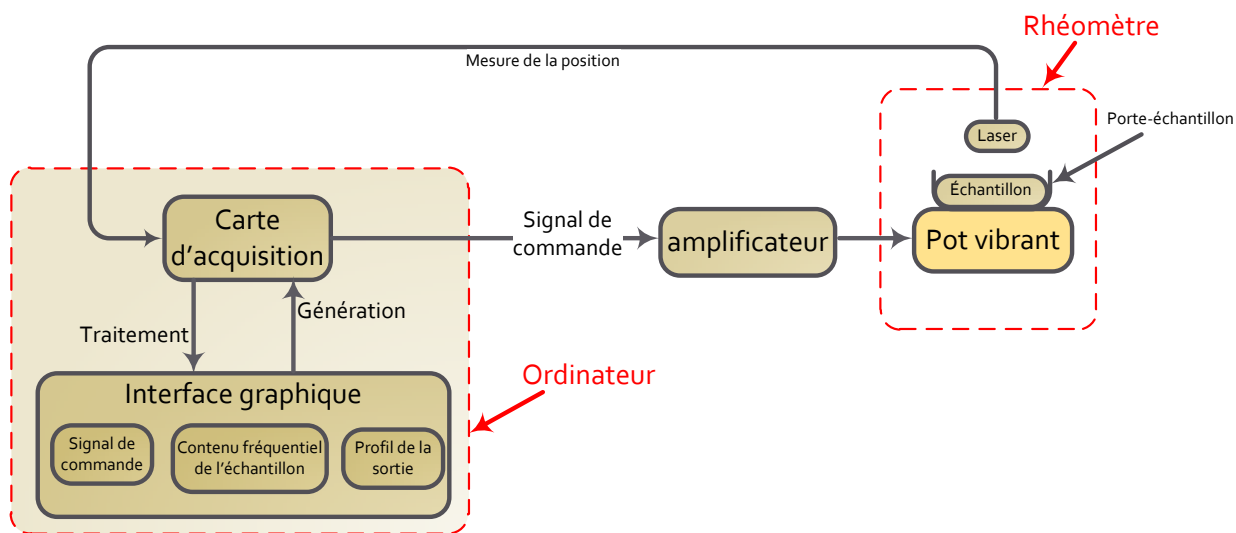 Rhéomètre
Mesure de la position
Porte-échantillon
Laser
Échantillon
Carte
d’acquisition
Signal de
commande
amplificateur
Pot vibrant
Génération
Traitement
Ordinateur
Interface graphique
Signal de
commande
Contenu fréquentiel
de l’échantillon
Profil de la
sortie